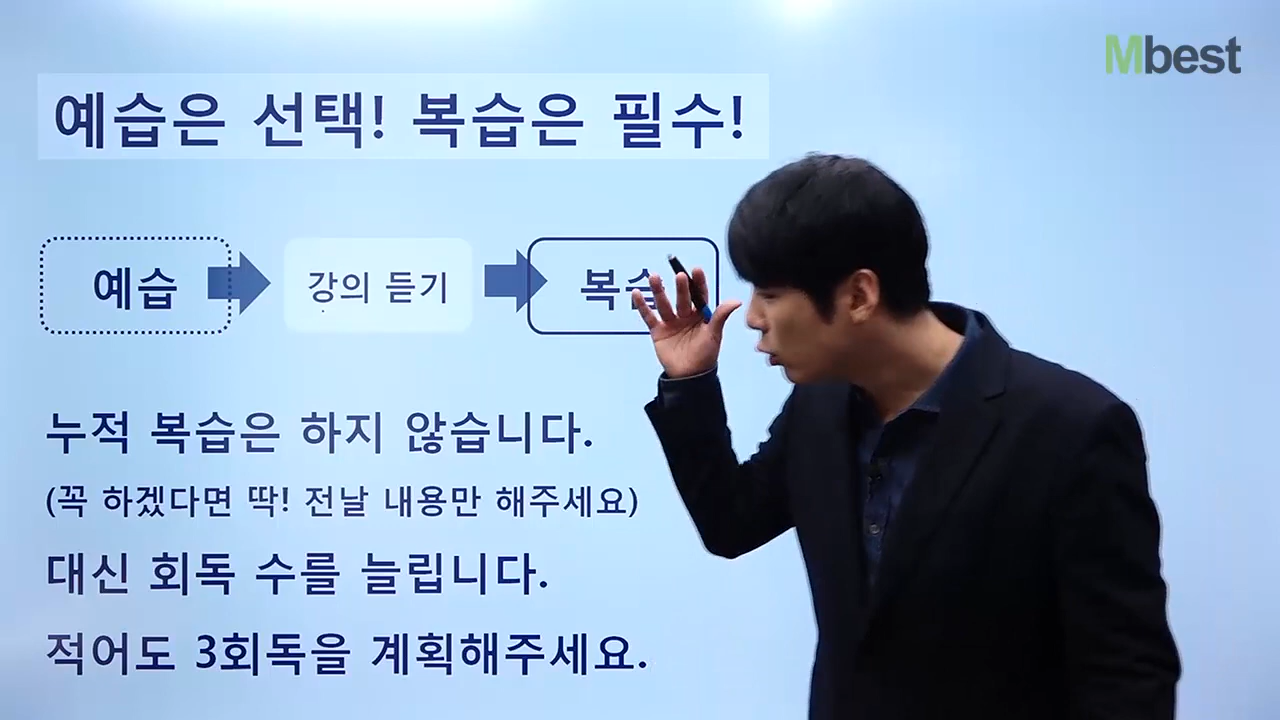 Mbest
예습은 선택! 복습은 필수!
예습
강의 듣기
복습
누적 복습은 하지 않습니다.
(꼭 하겠다면 딱! 전날 내용만 해주세요)
대신 회독 수를 늘립니다.
적어도 3회독을 계획해주세요.